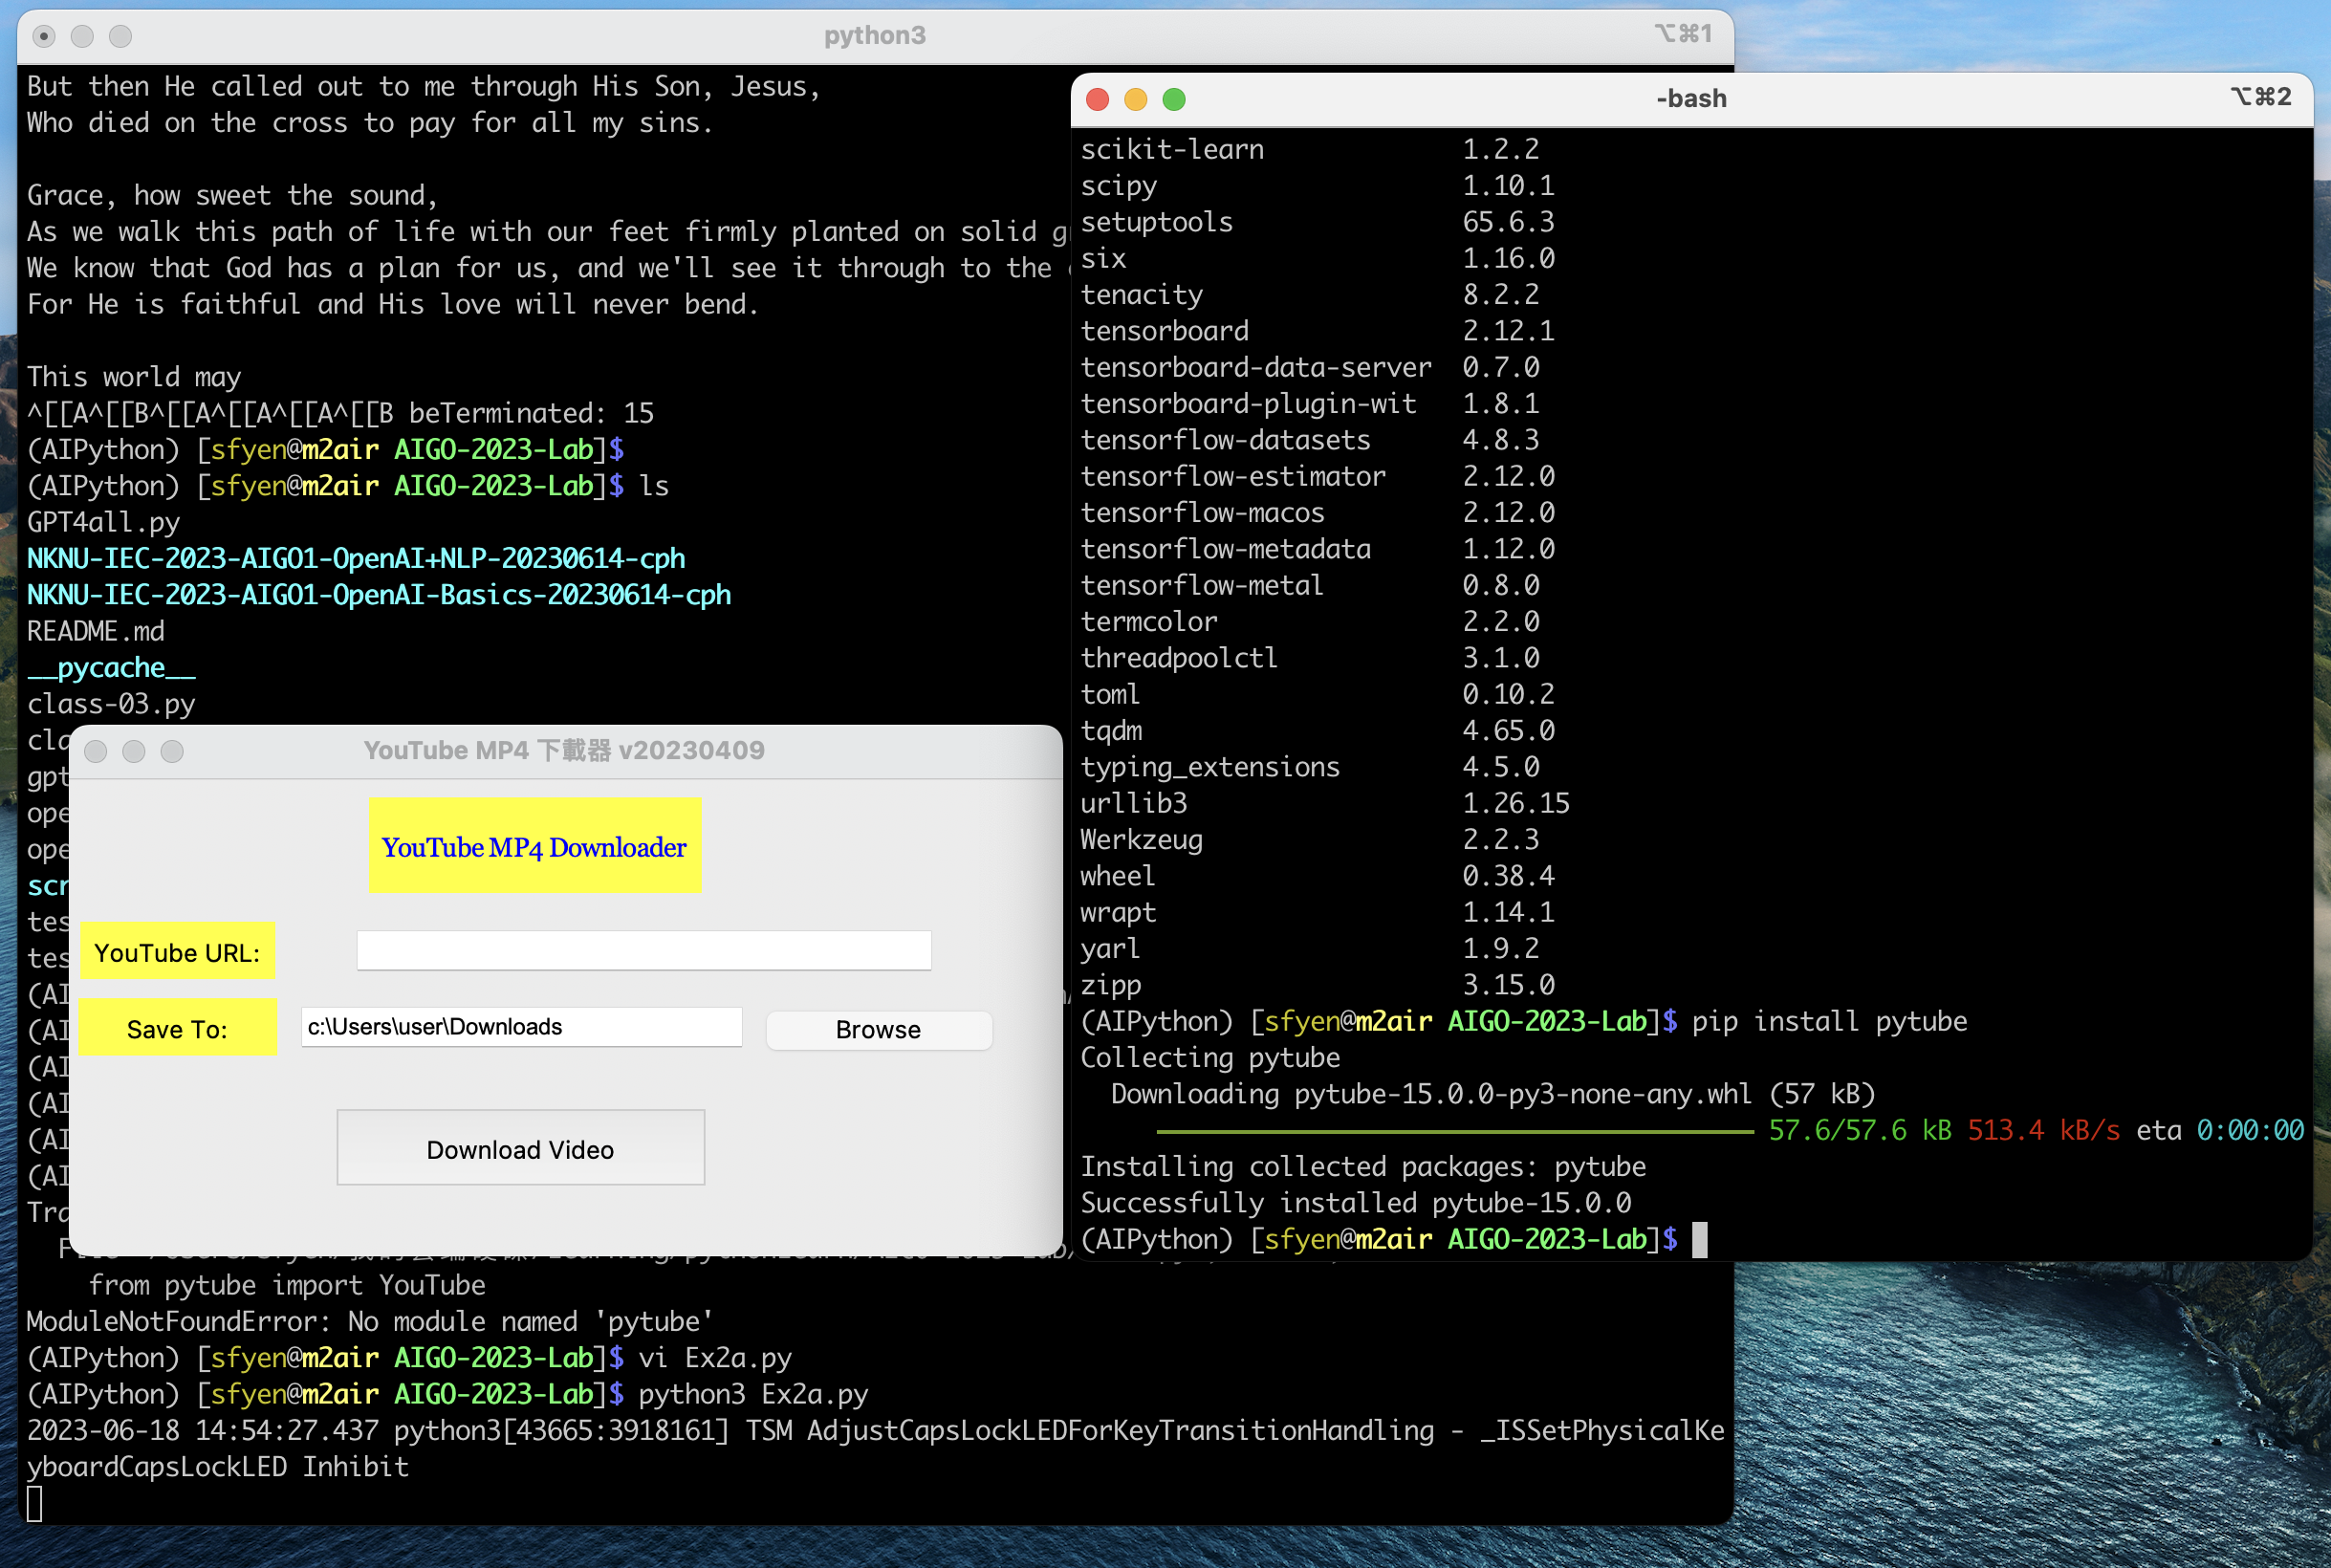 python3
⌥⌘1
But then He called out to me through His Son, Jesus,
Who died on the cross to pay for all my sins.
Grace, how sweet the sound,
As we walk this path of life with our feet firmly planted on solid
We know that God has a plan for us, and we'll see it through to the
For He is faithful and His love will never bend.
This world may
^[[A^[[B^[[A^[[A^[[A^[[B beTerminated: 15
(AIPython) [sfyen@m2air AIGO-2023-Lab]$
(AIPython) [sfyen@m2air AIGO-2023-Lab]$ ls
GPT4all.py
NKNU-IEC-2023-AIGO1-OpenAI+NLP-20230614-cph
NKNU-IEC-2023-AIGO1-OpenAI-Basics-20230614-cph
README.md
__pycache__
class-03.py
cla
gpt
ope
ope
scr
tes
tes
(AI
(AI
(AI
(AI
(AI
(AI
Tra
from pytube import YouTube
ModuleNotFoundError: No module named 'pytube'
(AIPython) [sfyen@m2air AIGO-2023-Lab]$ vi Ex2a.py
(AIPython) [sfyen@m2air AIGO-2023-Lab]$ python3 Ex2a.py
2023-06-18 14:54:27.437 python3[43665:3918161] TSM AdjustCapsLockLEDForKeyTransitionHandling - _ISSetPhysicalKe
yboardCapsLockLED Inhibit
YouTube MP4 下載器 v20230409
YouTube MP4 Downloader
YouTube URL:
Save To: c:\Users\user\Downloads Browse
Download Video
-bash
⌥⌘2
scikit-learn 1.2.2
scipy 1.10.1
setuptools 65.6.3
six 1.16.0
tenacity 8.2.2
tensorboard 2.12.1
tensorboard-data-server 0.7.0
tensorboard-plugin-wit 1.8.1
tensorflow-datasets 4.8.3
tensorflow-estimator 2.12.0
tensorflow-macos 2.12.0
tensorflow-metadata 1.12.0
tensorflow-metal 0.8.0
termcolor 2.2.0
threadpoolctl 3.1.0
toml 0.10.2
tqdm 4.65.0
typing_extensions 4.5.0
urllib3 1.26.15
Werkzeug 2.2.3
wheel 0.38.4
wrapt 1.14.1
yarl 1.9.2
zipp 3.15.0
(AIPython) [sfyen@m2air AIGO-2023-Lab]$ pip install pytube
Collecting pytube
Downloading pytube-15.0.0-py3-none-any.whl (57 kB)
57.6/57.6 kB 513.4 kB/s eta 0:00:00
Installing collected packages: pytube
Successfully installed pytube-15.0.0
(AIPython) [sfyen@m2air AIGO-2023-Lab]$